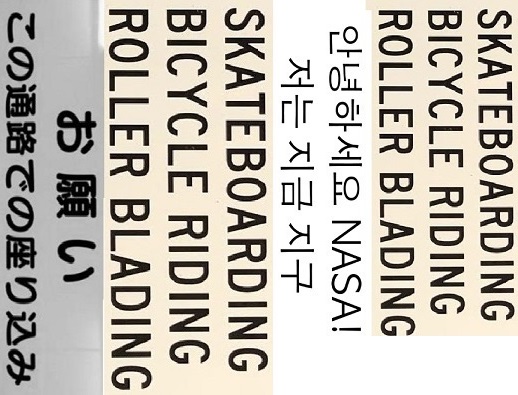 SKATEBOARDING
BICYCLE RIDING
ROLLER BLADING
안녕하세요 NASA!
저는 지금 지구
SKATEBOARDING
BICYCLE RIDING
ROLLER BLADING
お願い
この通路での座り込み